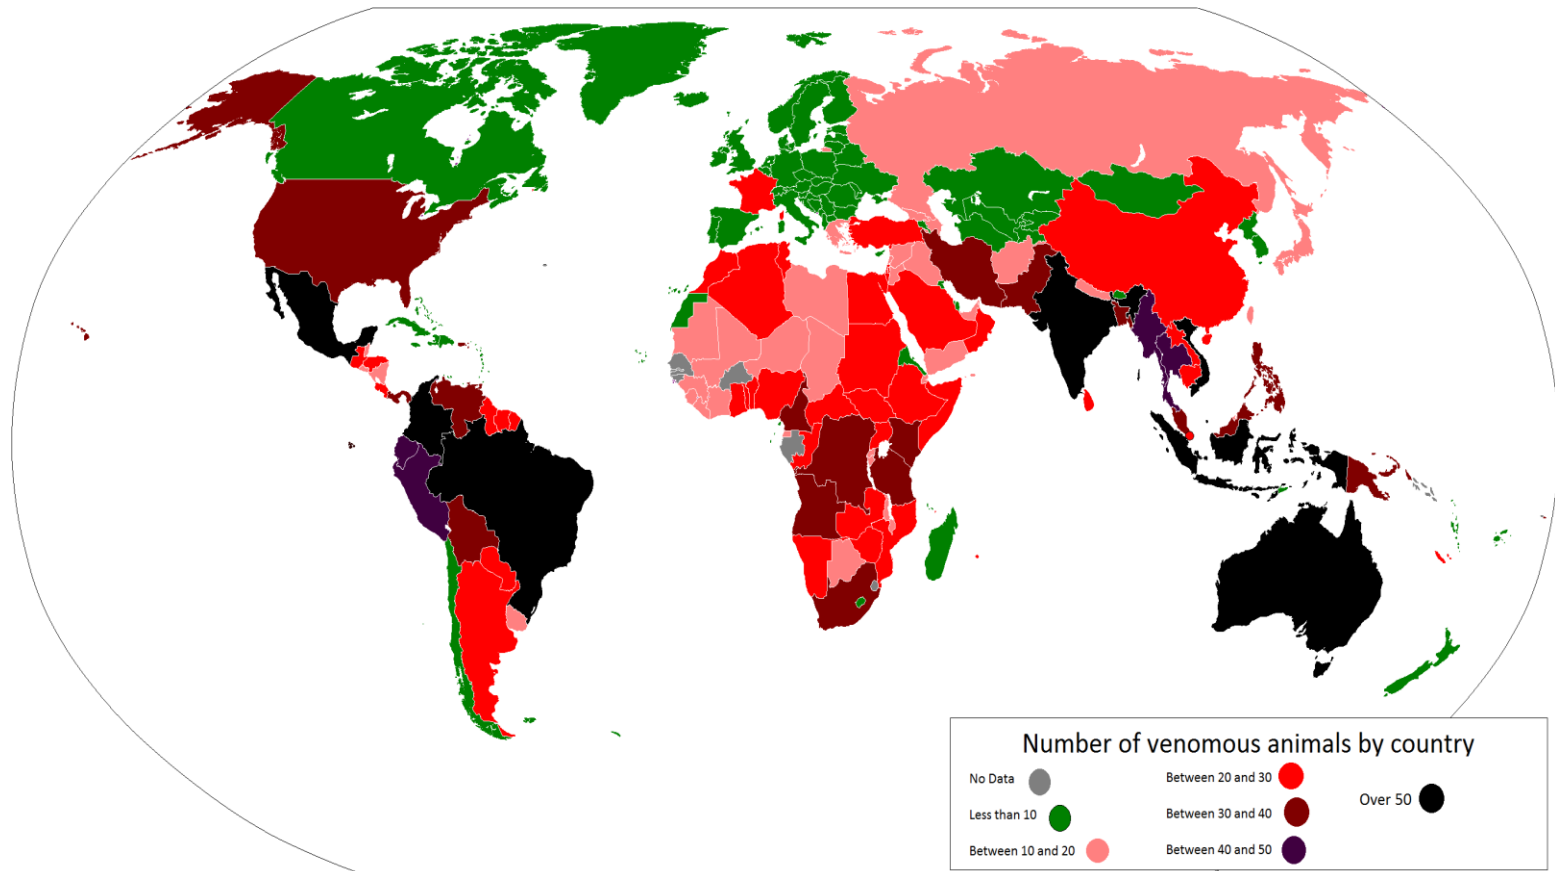 Number of venomous animals by country
No Data
Less than 10
Between 10 and 20
Between 20 and 30
Between 30 and 40
Between 40 and 50
Over 50